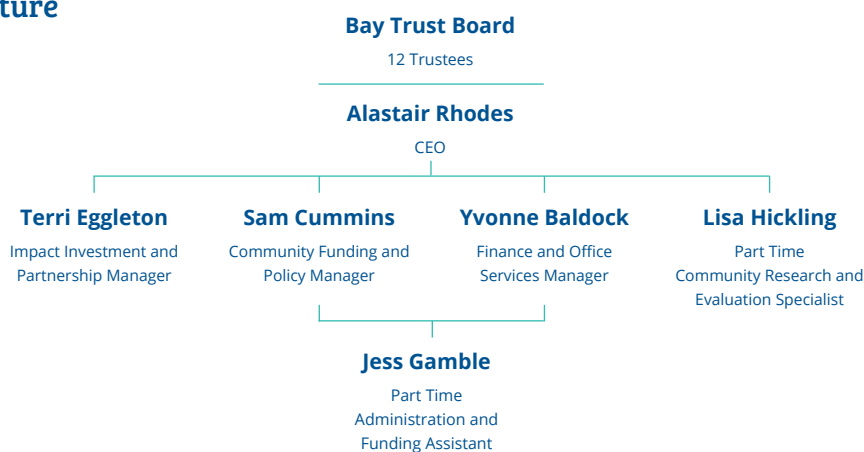 ture
Bay Trust Board
12 Trustees
Alastair Rhodes
CEO
Terri Eggleton
Impact Investment and
Partnership Manager
Sam Cummins
Community Funding and
Policy Manager
Yvonne Baldock
Finance and Office
Services Manager
Lisa Hickling
Part Time
Community Research and
Evaluation Specialist
Jess Gamble
Part Time
Administration and
Funding Assistant